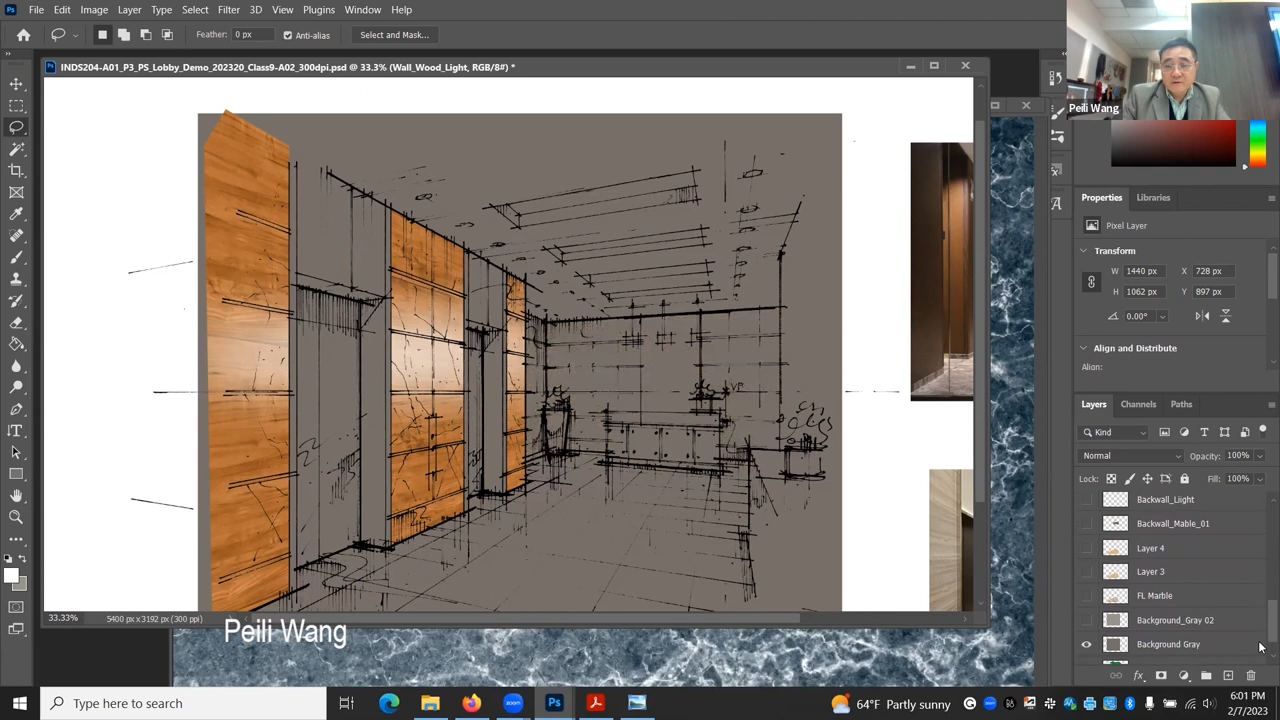 File Edit Image Layer Type Select Filter 3D View Plugins Window Help
Feather: 0 px Anti-alias Select and Mask...
INDS204-A01_P3_PS_Lobby_Demo_202320_Class9-A02_300dpi.psd @ 33.3% (Wall_Wood_Light, RGB/8#) *
Peili Wang
Properties Libraries
Pixel Layer
Transform
W 1440 px X 728 px
H 1062 px Y 897 px
0.00°
Align and Distribute
Align:
Layers Channels Paths
Kind
Normal Opacity: 100%
Lock: Fill: 100%
Backwall_Liight
Backwall_Mable_01
Layer 4
Layer 3
FL Marble
Background_Gray 02
Background Gray
VP
33.33% 5400 px x 3192 px (300 ppi)
Peili Wang
Type here to search
64°F Partly sunny
6:01 PM
2/7/2023